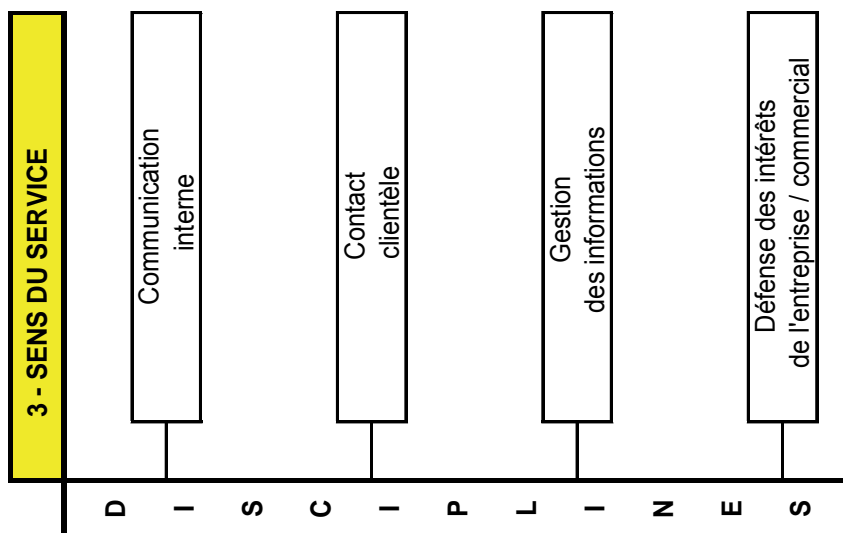 3 - SENS DU SERVICE
Communication
interne
Contact
clientèle
Gestion
des informations
Défense des intérêts
de l'entreprise / commercial
D I S C I P L I N E S